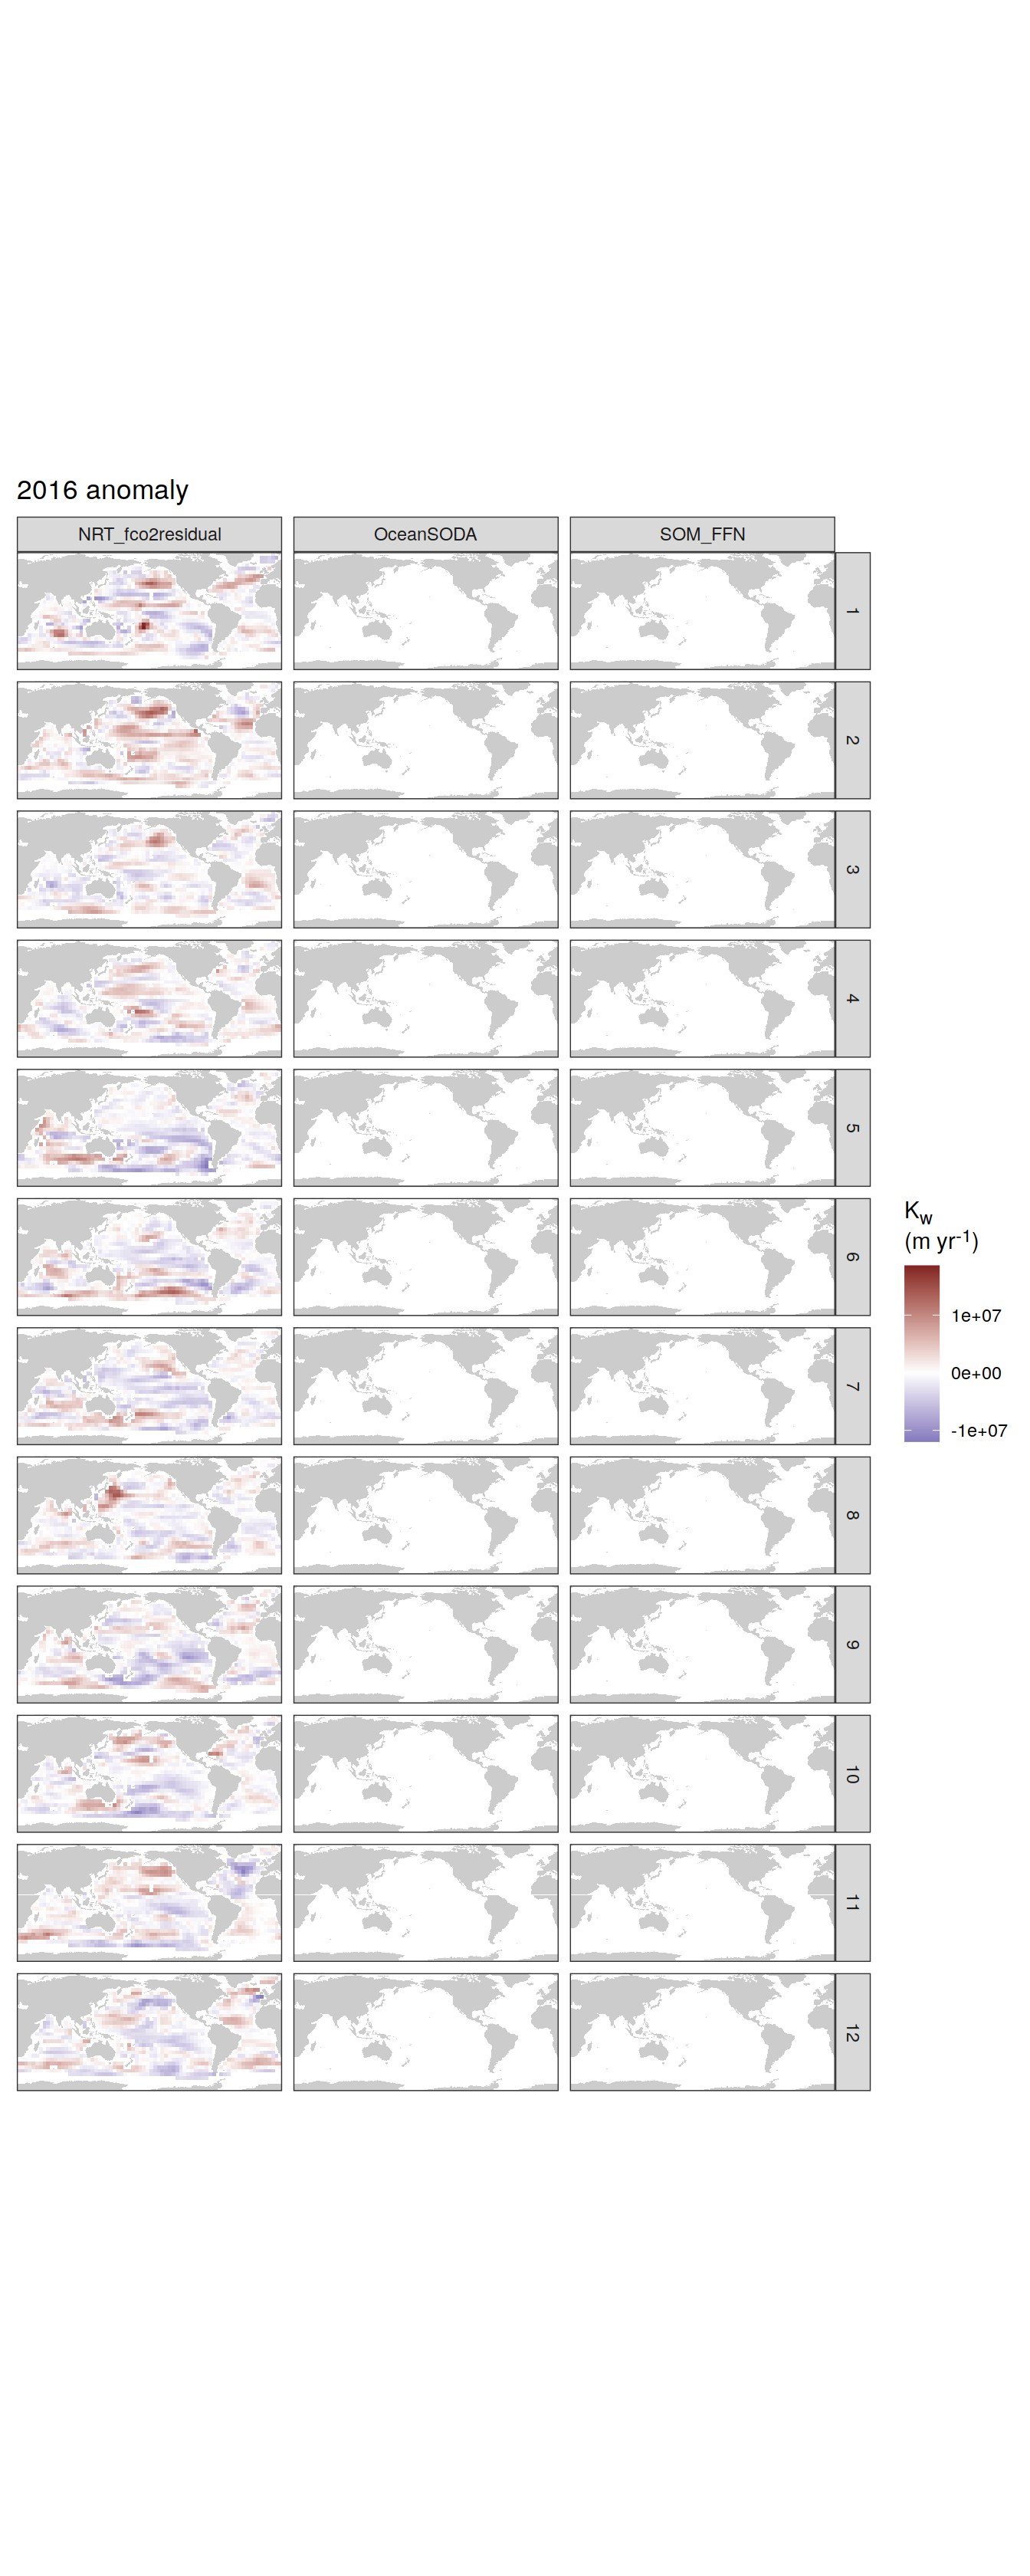 2016 anomaly
NRT_fco2residual
OceanSODA
SOM_FFN
1
2
3
4
5
6
7
8
9
10
11
12
Kw
(m yr-1)
1e+07
0e+00
-1e+07